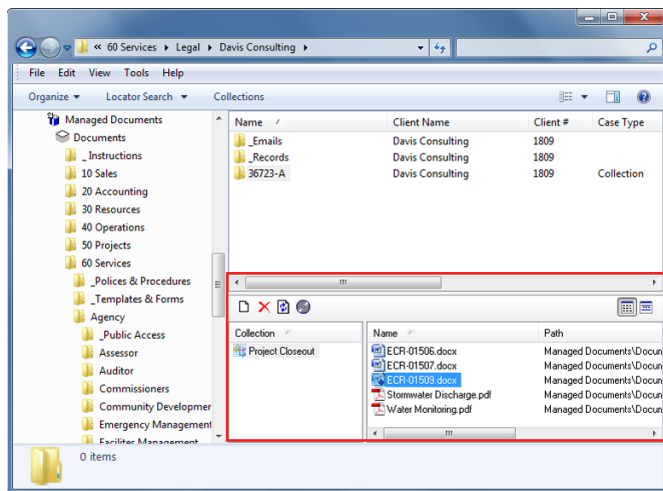 « 60 Services ▸ Legal ▸ Davis Consulting ▸
File Edit View Tools Help
Organize ▾ Locator Search ▾ Collections
Managed Documents
Documents
_Instructions
10 Sales
20 Accounting
30 Resources
40 Operations
50 Projects
60 Services
_Polices & Procedures
_Templates & Forms
Agency
_Public Access
Assessor
Auditor
Commissioners
Community Developmer
Emergency Management
Faciliter Management
Name Client Name Client # Case Type
_Emails Davis Consulting 1809
_Records Davis Consulting 1809
36723-A Davis Consulting 1809 Collection
Collection
Project Closeout
Name Path
ECR-01506.docx Managed Documents\Docun
ECR-01507.docx Managed Documents\Docun
ECR-01509.docx Managed Documents\Docun
Stormwater Discharge.pdf Managed Documents\Docun
Water Monitoring.pdf Managed Documents\Docun
0 items